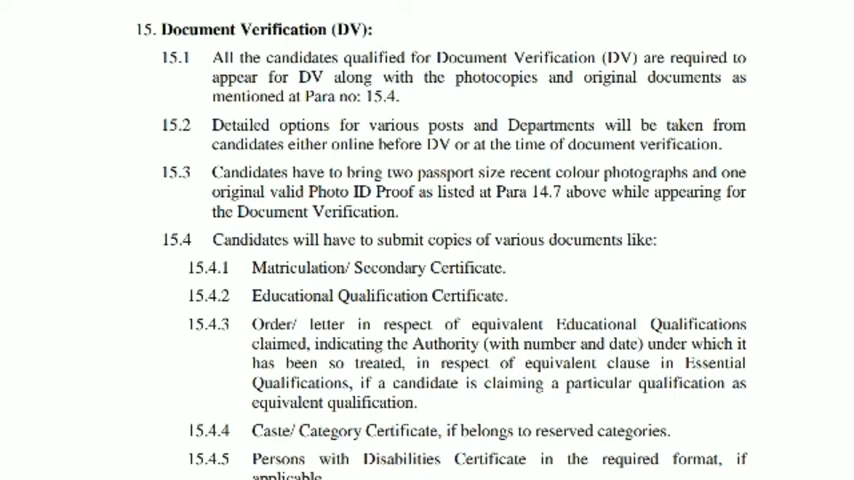 15. Document Verification (DV):
15.1 All the candidates qualified for Document Verification (DV) are required to
appear for DV along with the photocopies and original documents as
mentioned at Para no: 15.4.
15.2 Detailed options for various posts and Departments will be taken from
candidates either online before DV or at the time of document verification.
15.3 Candidates have to bring two passport size recent colour photographs and one
original valid Photo ID Proof as listed at Para 14.7 above while appearing for
the Document Verification.
15.4 Candidates will have to submit copies of various documents like:
15.4.1 Matriculation/ Secondary Certificate.
15.4.2 Educational Qualification Certificate.
15.4.3 Order/ letter in respect of equivalent Educational Qualifications
claimed, indicating the Authority (with number and date) under which it
has been so treated, in respect of equivalent clause in Essential
Qualifications, if a candidate is claiming a particular qualification as
equivalent qualification.
15.4.4 Caste/ Category Certificate, if belongs to reserved categories.
15.4.5 Persons with Disabilities Certificate in the required format, if
applicable